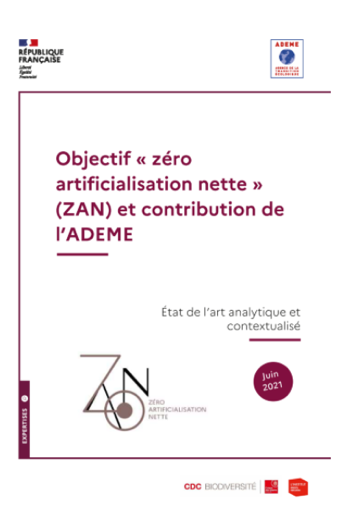 RÉPUBLIQUE
FRANÇAISE
Liberté
Égalité
Fraternité
ADEME
AGENCE DE LA
TRANSITION
ÉCOLOGIQUE
Objectif « zéro
artificialisation nette »
(ZAN) et contribution de
l’ADEME
État de l’art analytique et
contextualisé
Juin
2021
ZAN
ZÉRO
ARTIFICIALISATION
NETTE
EXPERTISES
CDC BIODIVERSITÉ